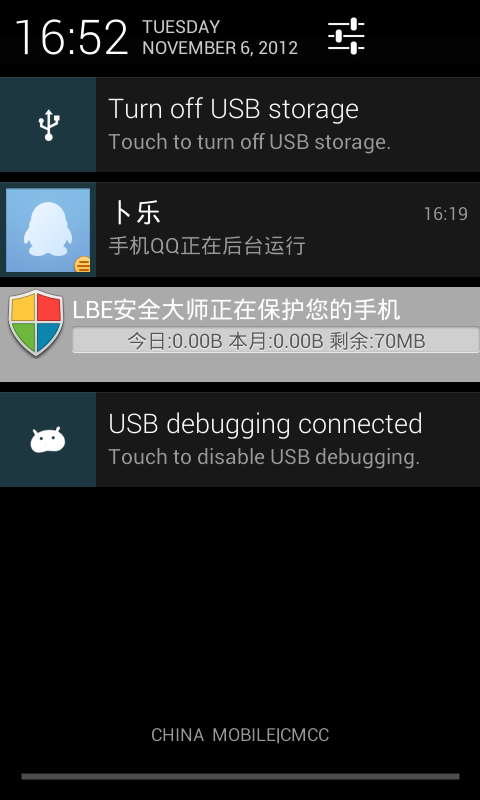 16:52
TUESDAY
NOVEMBER 6, 2012
Turn off USB storage
Touch to turn off USB storage.
卜乐
16:19
手机QQ正在后台运行
LBE安全大师正在保护您的手机
今日:0.00B 本月:0.00B 剩余:70MB
USB debugging connected
Touch to disable USB debugging.
CHINA MOBILE|CMCC